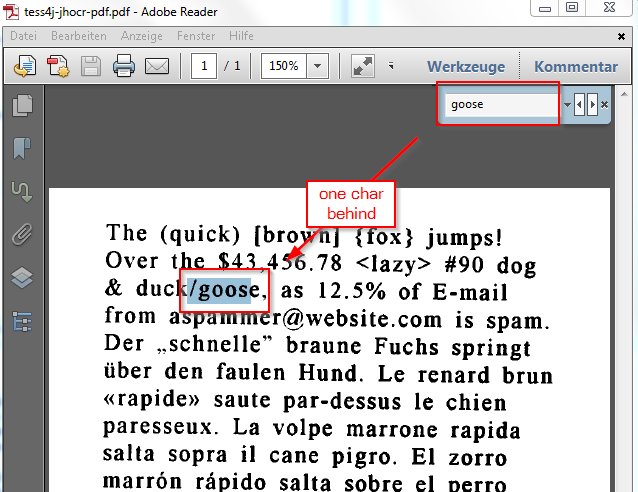 tess4j-jhocr-pdf.pdf - Adobe Reader
Datei Bearbeiten Anzeige Fenster Hilfe
1 / 1 150% Werkzeuge Kommentar
goose
one char
behind
The (quick) [brown] {fox} jumps!
Over the $43,456.78 <lazy> #90 dog
& duck/goose, as 12.5% of E-mail
from aspammer@website.com is spam.
Der „schnelle” braune Fuchs springt
über den faulen Hund. Le renard brun
«rapide» saute par-dessus le chien
paresseux. La volpe marrone rapida
salta sopra il cane pigro. El zorro
marrón rápido salta sobre el perro